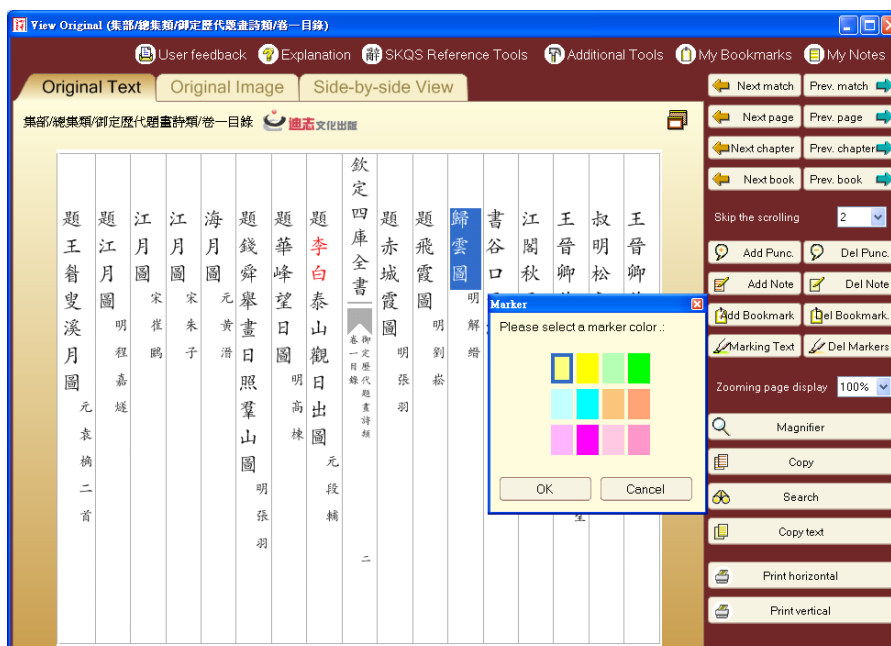 View Original (集部/總集類/御定歷代題畫詩類/卷一目錄)
User feedback
Explanation
SKQS Reference Tools
Additional Tools
My Bookmarks
My Notes
Original Text
Original Image
Side-by-side View
集部/總集類/御定歷代題畫詩類/卷一目錄
迪志文化出版
王晉卿
叔明松
王晉卿
江閣秋
書谷口
歸雲圖 明解縉
題飛霞圖 明劉崧
題赤城霞圖 明張羽
欽定四庫全書
御定歷代題畫詩類
卷一目錄
二
題李白泰山觀日出圖 元段輔
題華峰望日圖 明高棅
題錢舜舉畫日照羣山圖 明張羽
海月圖 元黃溍
江月圖 宋朱子
江月圖 宋崔鶠
題江月圖 明程嘉燧
題王眘叟溪月圖 元袁桷二首
Marker
Please select a marker color .:
OK
Cancel
Next match
Prev. match
Next page
Prev. page
Next chapter
Prev. chapter
Next book
Prev. book
Skip the scrolling
2
Add Punc.
Del Punc.
Add Note
Del Note
Add Bookmark
Del Bookmark.
Marking Text
Del Markers
Zooming page display
100%
Magnifier
Copy
Search
Copy text
Print horizontal
Print vertical